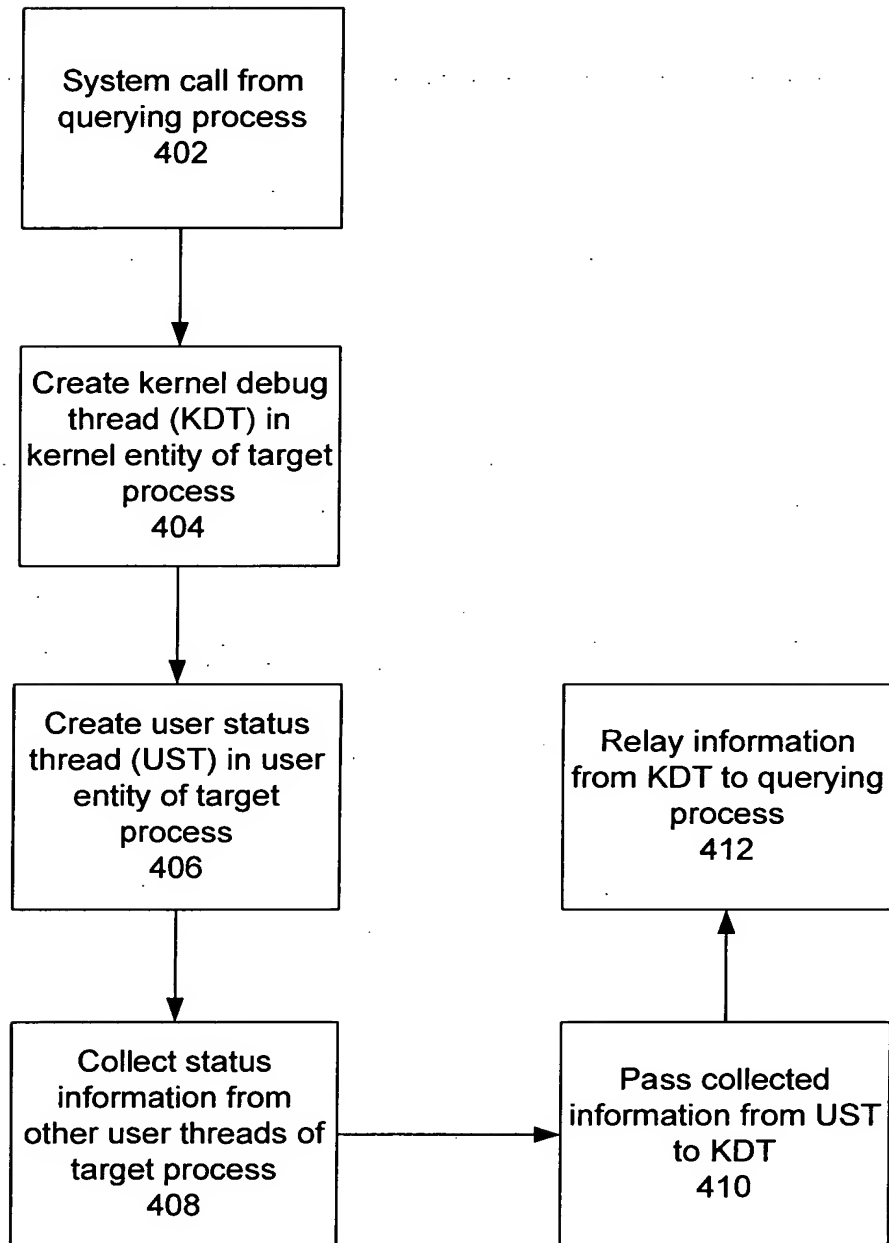 System call from
querying process
402
Create kernel debug
thread (KDT) in
kernel entity of target
process
404
Create user status
thread (UST) in user
entity of target
process
406
Collect status
information from
other user threads of
target process
408
Pass collected
information from UST
to KDT
410
Relay information
from KDT to querying
process
412